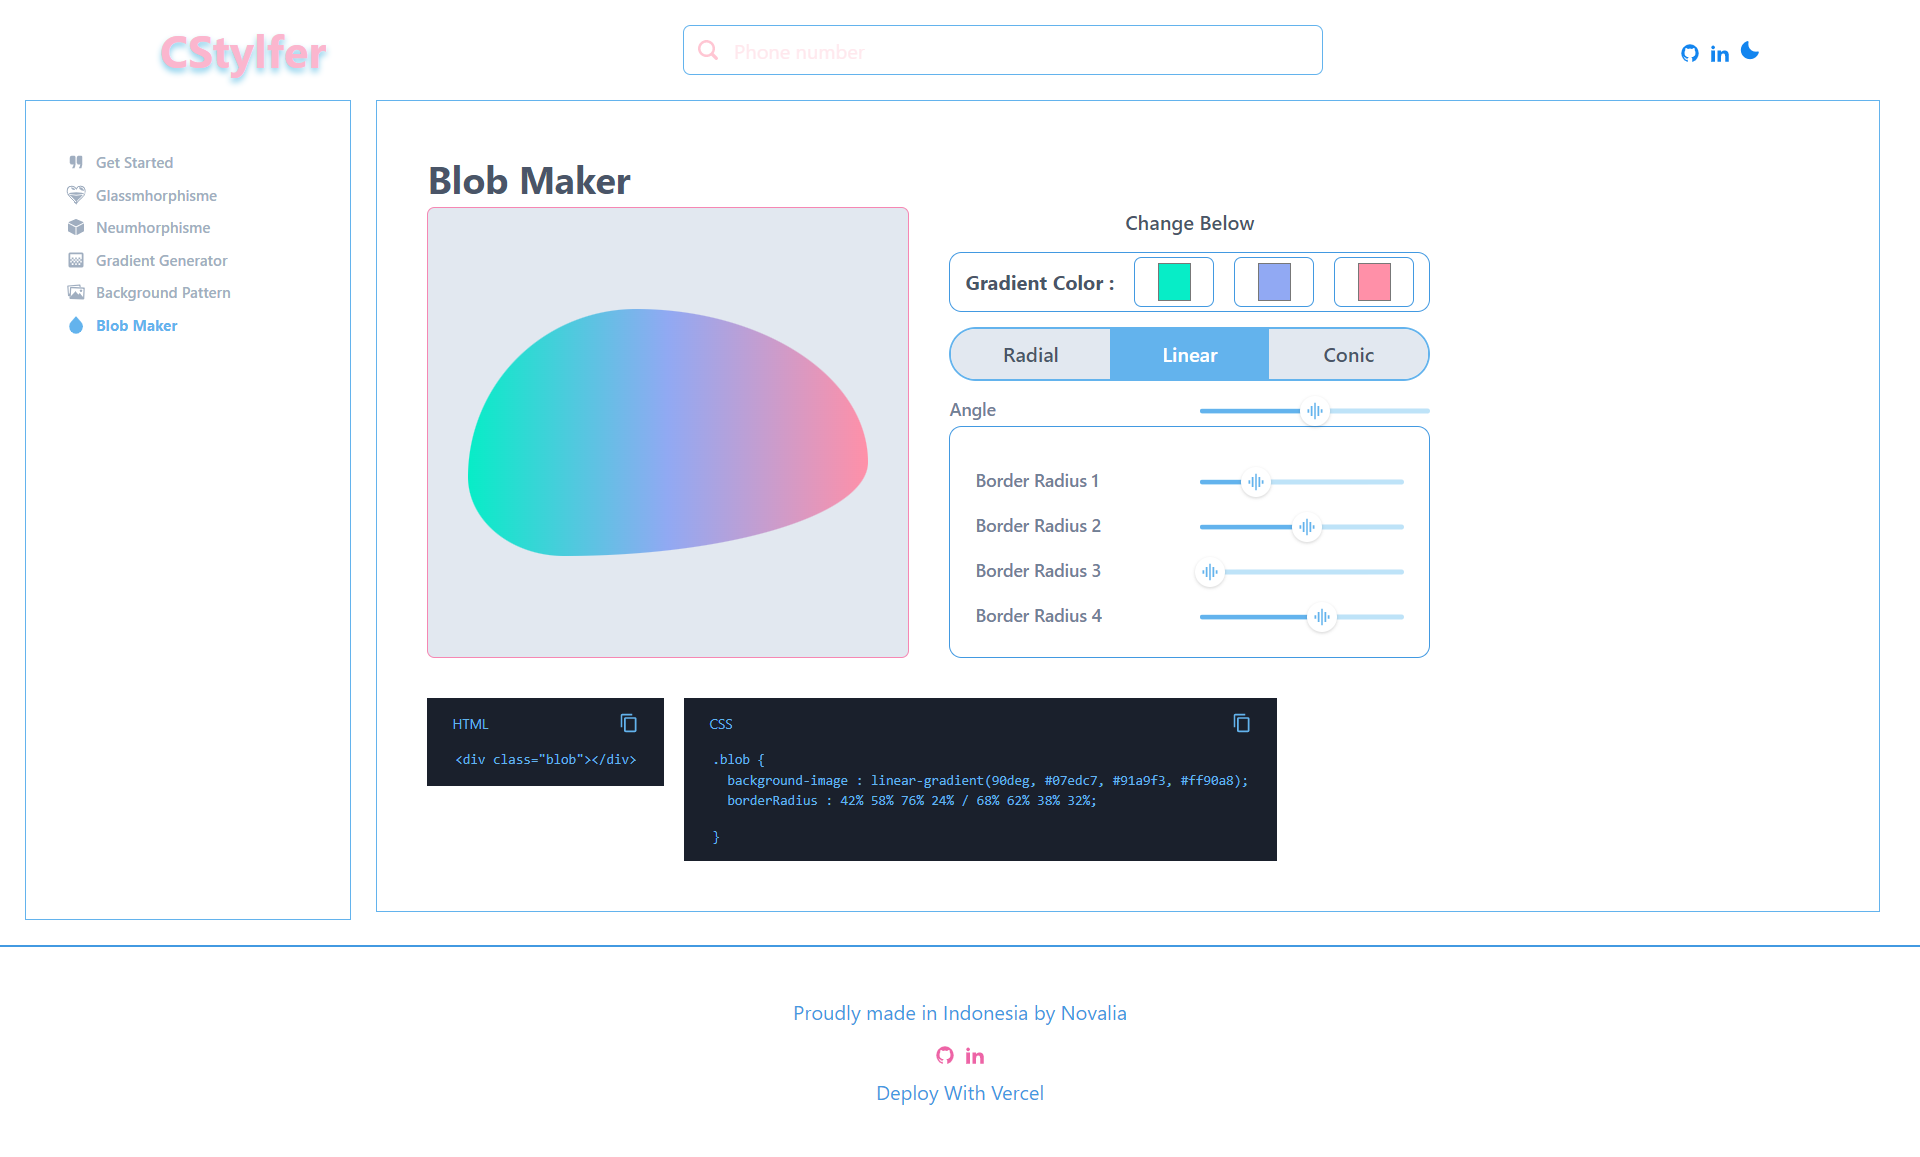 CStylfer
Phone number
Get Started
Glassmhorphisme
Neumhorphisme
Gradient Generator
Background Pattern
Blob Maker
Blob Maker
Change Below
Gradient Color :
Radial
Linear
Conic
Angle
Border Radius 1
Border Radius 2
Border Radius 3
Border Radius 4
HTML
<div class="blob"></div>
CSS
.blob {
background-image : linear-gradient(90deg, #07edc7, #91a9f3, #ff90a8);
borderRadius : 42% 58% 76% 24% / 68% 62% 38% 32%;
}
Proudly made in Indonesia by Novalia
Deploy With Vercel